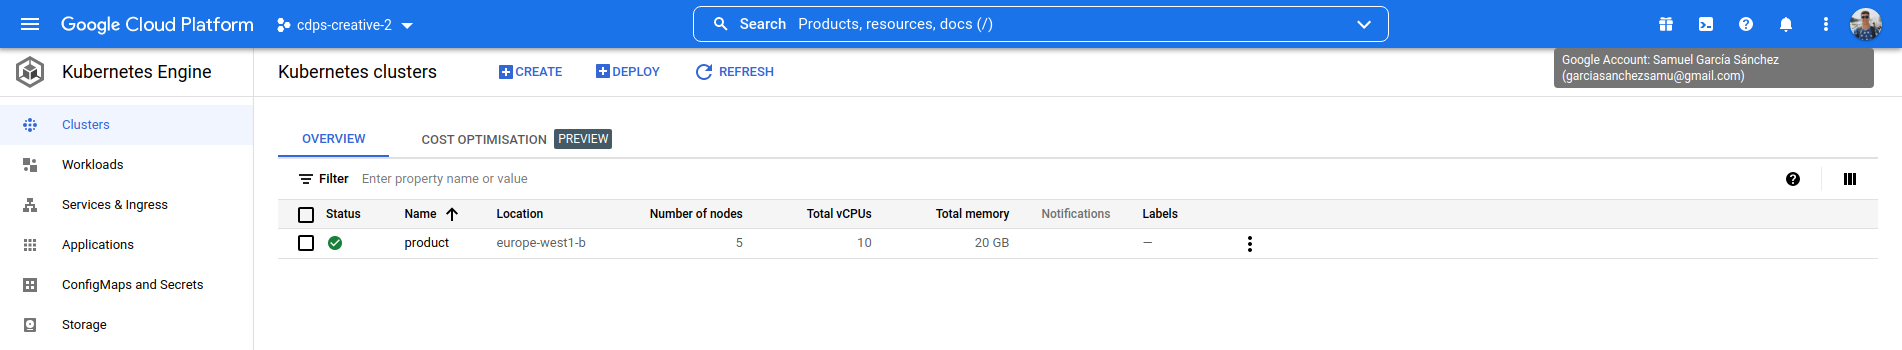 Google Cloud Platform
cdps-creative-2
Search Products, resources, docs (/)
Kubernetes Engine
Kubernetes clusters
CREATE
DEPLOY
REFRESH
Google Account: Samuel García Sánchez
(garciasanchezsamu@gmail.com)
Clusters
Workloads
Services & Ingress
Applications
ConfigMaps and Secrets
Storage
OVERVIEW
COST OPTIMISATION PREVIEW
Filter Enter property name or value
Status Name Location Number of nodes Total vCPUs Total memory Notifications Labels
product europe-west1-b 5 10 20 GB —